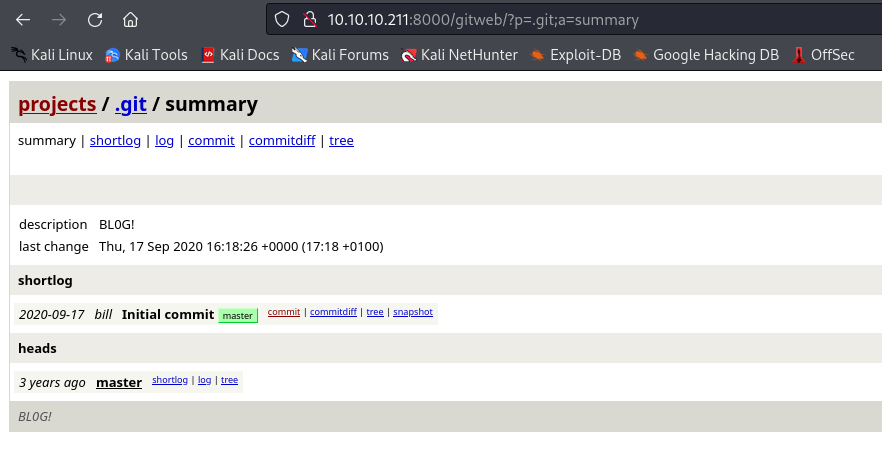 10.10.10.211:8000/gitweb/?p=.git;a=summary
Kali Linux Kali Tools Kali Docs Kali Forums Kali NetHunter Exploit-DB Google Hacking DB OffSec
projects / .git / summary
summary | shortlog | log | commit | commitdiff | tree
description BL0G!
last change Thu, 17 Sep 2020 16:18:26 +0000 (17:18 +0100)
shortlog
2020-09-17 bill Initial commit master commit | commitdiff | tree | snapshot
heads
3 years ago master shortlog | log | tree
BL0G!